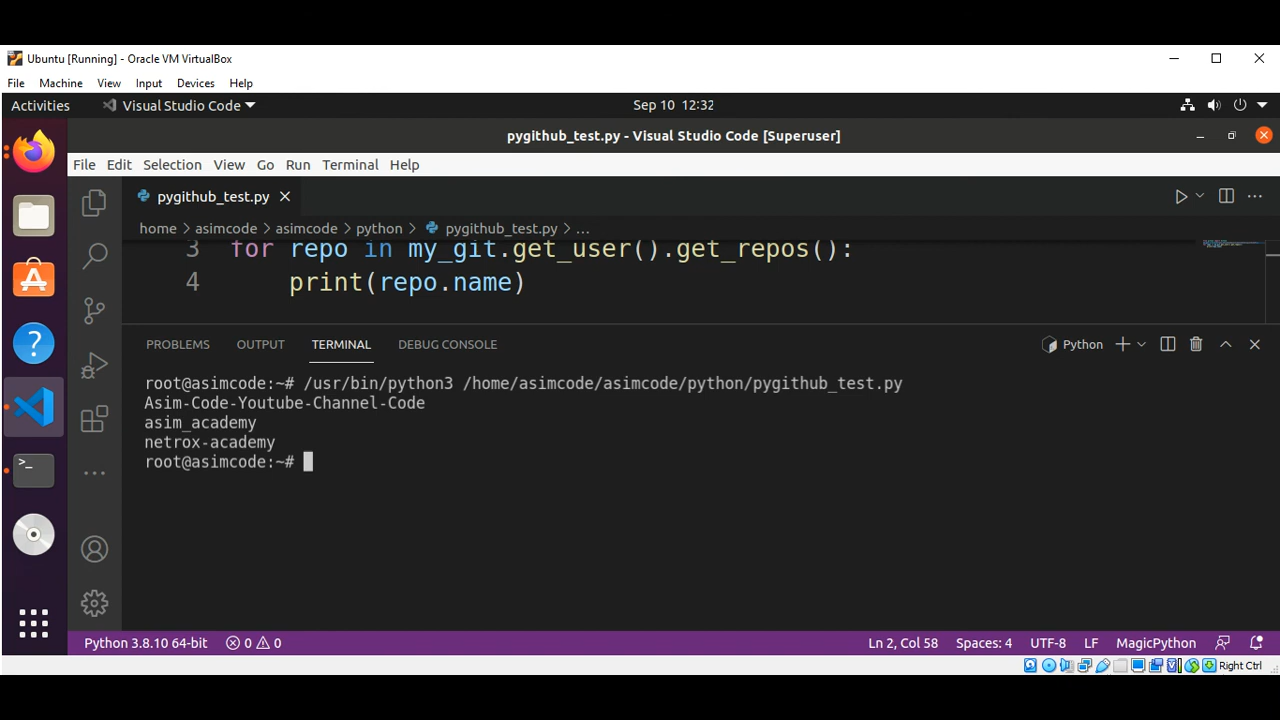 Ubuntu [Running] - Oracle VM VirtualBox
File Machine View Input Devices Help
Activities Visual Studio Code Sep 10 12:32
pygithub_test.py - Visual Studio Code [Superuser]
File Edit Selection View Go Run Terminal Help
pygithub_test.py
home > asimcode > asimcode > python > pygithub_test.py > ...
3 for repo in my_git.get_user().get_repos():
4 print(repo.name)
PROBLEMS OUTPUT TERMINAL DEBUG CONSOLE Python
root@asimcode:~# /usr/bin/python3 /home/asimcode/asimcode/python/pygithub_test.py
Asim-Code-Youtube-Channel-Code
asim_academy
netrox-academy
root@asimcode:~#
Python 3.8.10 64-bit 0 0 Ln 2, Col 58 Spaces: 4 UTF-8 LF MagicPython
Right Ctrl